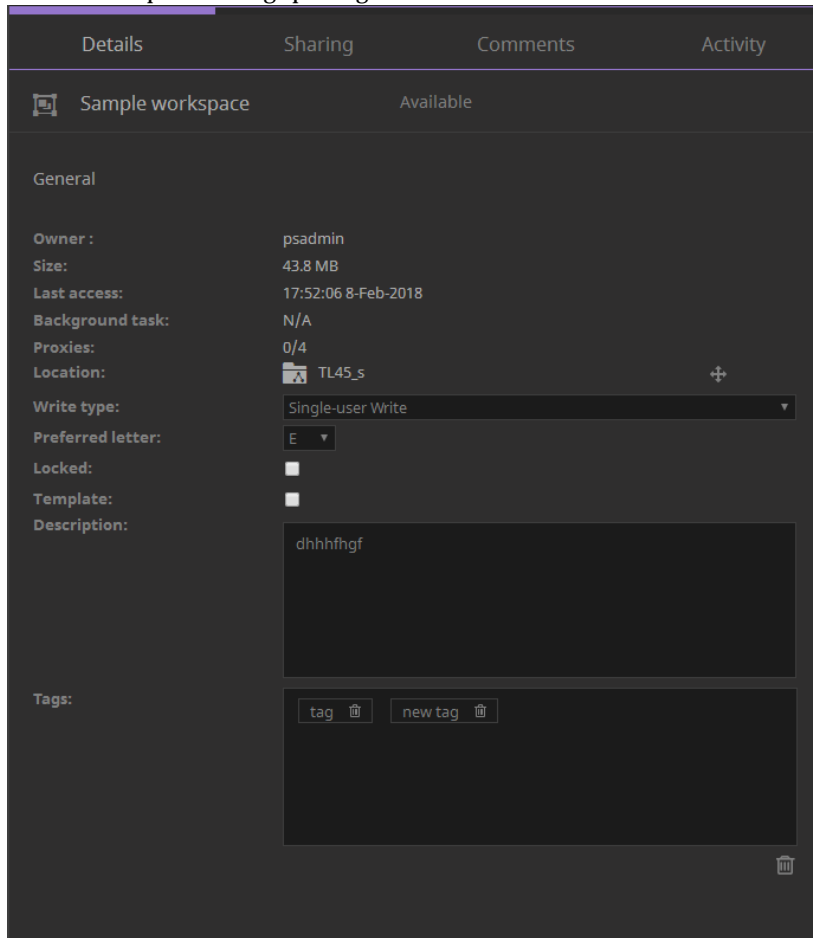 Details Sharing Comments Activity
Sample workspace Available
General
Owner : psadmin
Size: 43.8 MB
Last access: 17:52:06 8-Feb-2018
Background task: N/A
Proxies: 0/4
Location: TL45_s
Write type: Single-user Write
Preferred letter: E
Locked:
Template:
Description: dhhhfhgf
Tags: tag new tag